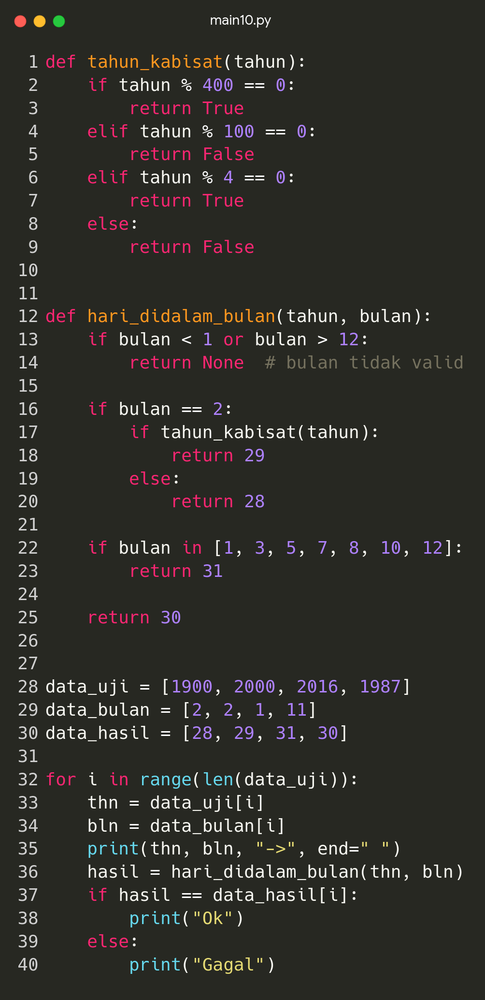 main10.py
1 def tahun_kabisat(tahun):
2     if tahun % 400 == 0:
3         return True
4     elif tahun % 100 == 0:
5         return False
6     elif tahun % 4 == 0:
7         return True
8     else:
9         return False
10
11
12 def hari_didalam_bulan(tahun, bulan):
13     if bulan < 1 or bulan > 12:
14         return None  # bulan tidak valid
15
16     if bulan == 2:
17         if tahun_kabisat(tahun):
18             return 29
19         else:
20             return 28
21
22     if bulan in [1, 3, 5, 7, 8, 10, 12]:
23         return 31
24
25     return 30
26
27
28 data_uji = [1900, 2000, 2016, 1987]
29 data_bulan = [2, 2, 1, 11]
30 data_hasil = [28, 29, 31, 30]
31
32 for i in range(len(data_uji)):
33     thn = data_uji[i]
34     bln = data_bulan[i]
35     print(thn, bln, "->", end=" ")
36     hasil = hari_didalam_bulan(thn, bln)
37     if hasil == data_hasil[i]:
38         print("Ok")
39     else:
40         print("Gagal")